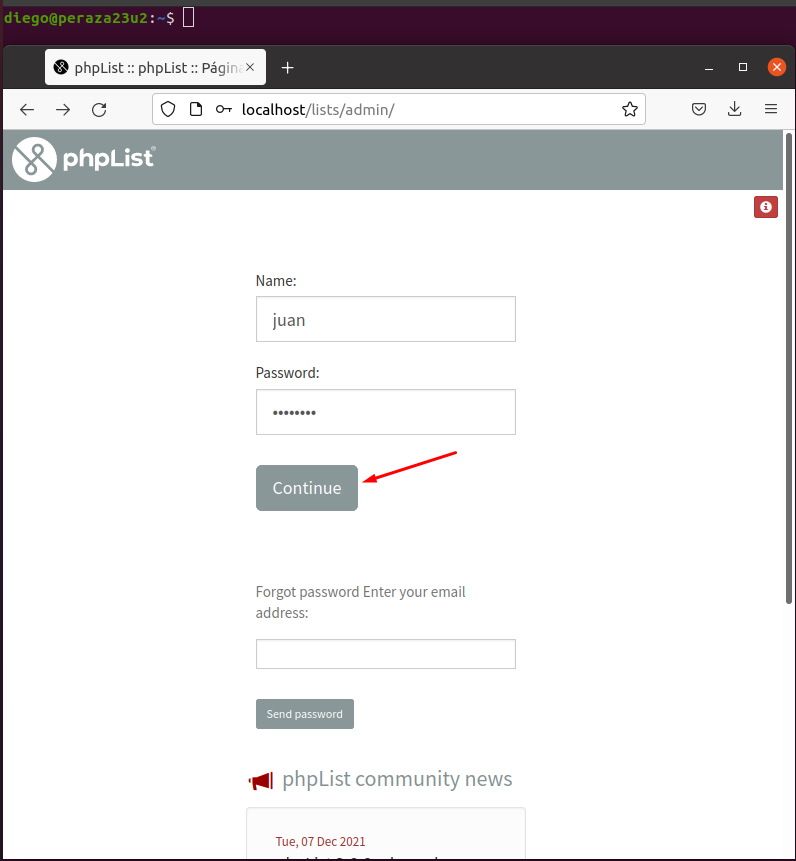 diego@peraza23u2:~$
phpList :: phpList :: Págin
localhost/lists/admin/
phpList®
Name:
juan
Password:
••••••••
Continue
Forgot password Enter your email
address:
Send password
phpList community news
Tue, 07 Dec 2021